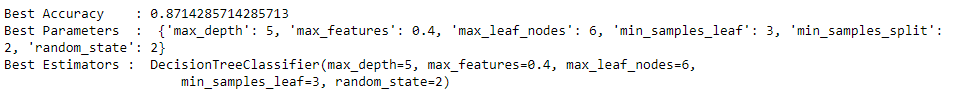 Best Accuracy    : 0.8714285714285713
Best Parameters  :  {'max_depth': 5, 'max_features': 0.4, 'max_leaf_nodes': 6, 'min_samples_leaf': 3, 'min_samples_split':
2, 'random_state': 2}
Best Estimators :  DecisionTreeClassifier(max_depth=5, max_features=0.4, max_leaf_nodes=6,
                       min_samples_leaf=3, random_state=2)